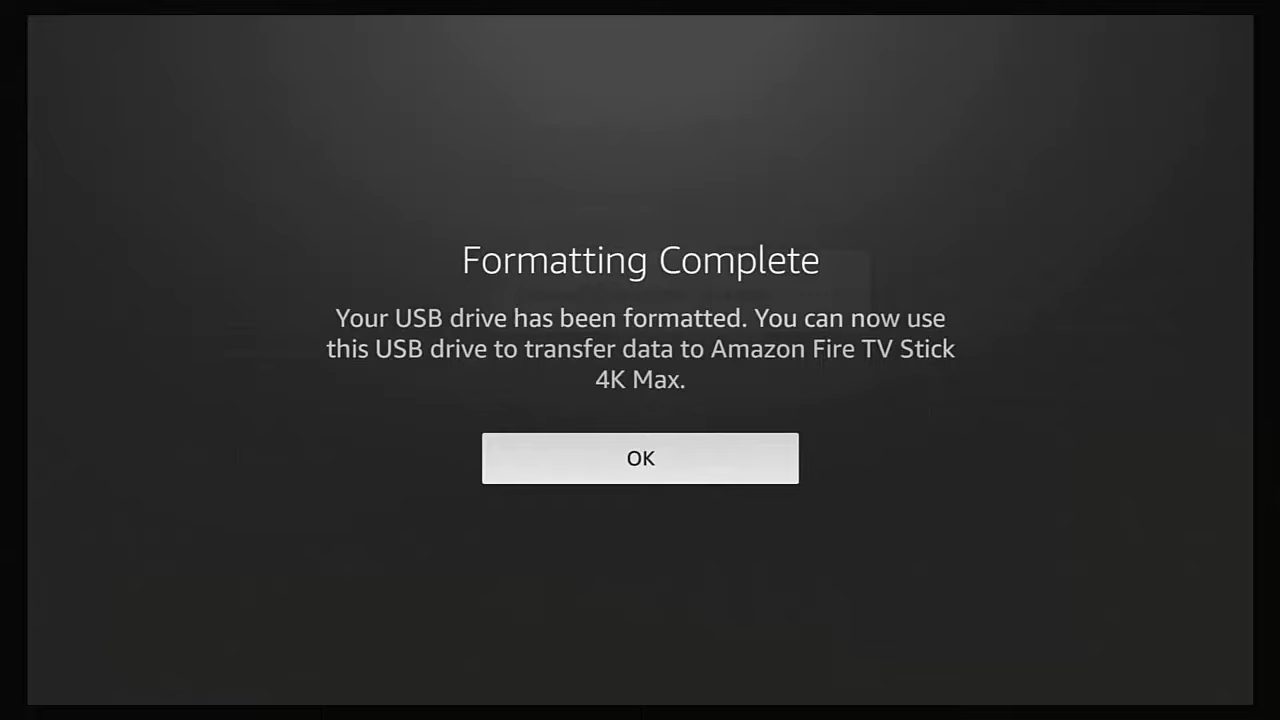 Formatting Complete
Your USB drive has been formatted. You can now use
this USB drive to transfer data to Amazon Fire TV Stick
4K Max.
OK